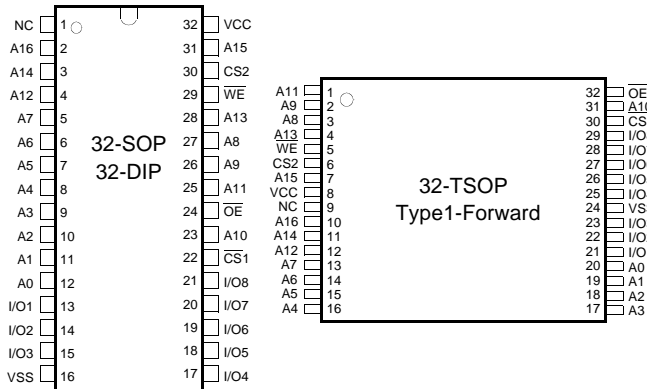 NC 1 32 VCC
A16 2 31 A15
A14 3 30 CS2
A12 4 29 WE
A7 5 28 A13
A6 6 27 A8
A5 7 26 A9
A4 8 25 A11
A3 9 24 OE
A2 10 23 A10
A1 11 22 CS1
A0 12 21 I/O8
I/O1 13 20 I/O7
I/O2 14 19 I/O6
I/O3 15 18 I/O5
VSS 16 17 I/O4
32-SOP
32-DIP
A11 1 32 OE
A9 2 31 A10
A8 3 30 CS
A13 4 29 I/O
WE 5 28 I/O
CS2 6 27 I/O
A15 7 26 I/O
VCC 8 25 I/O
NC 9 24 VS
A16 10 23 I/O
A14 11 22 I/O
A12 12 21 I/O
A7 13 20 A0
A6 14 19 A1
A5 15 18 A2
A4 16 17 A3
32-TSOP
Type1-Forward